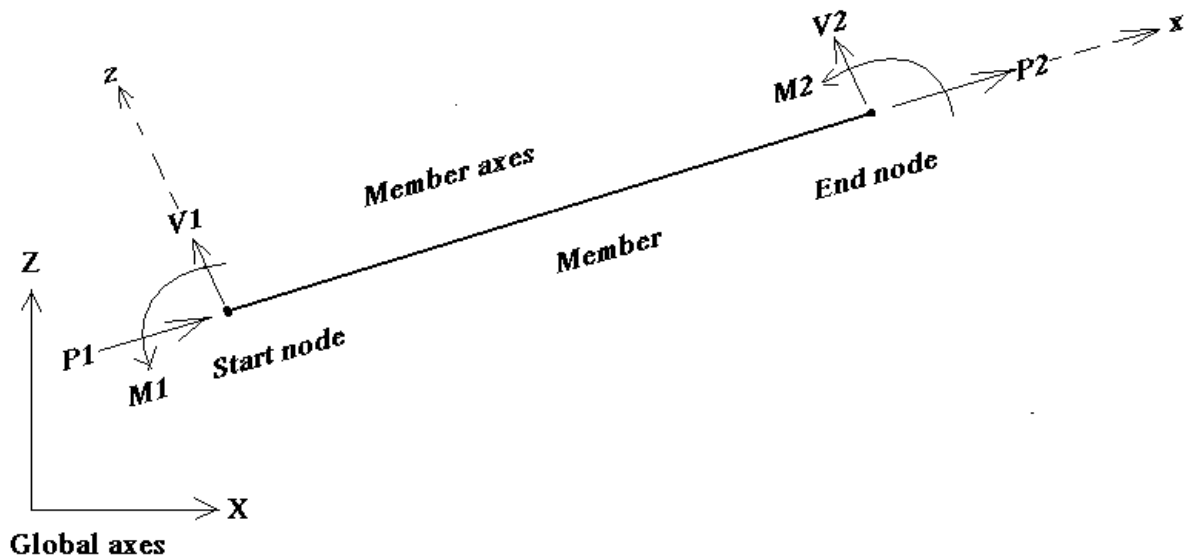 V2
x
z
M2
P2
Member axes
End node
V1
Member
Z
P1
Start node
M1
X
Global axes